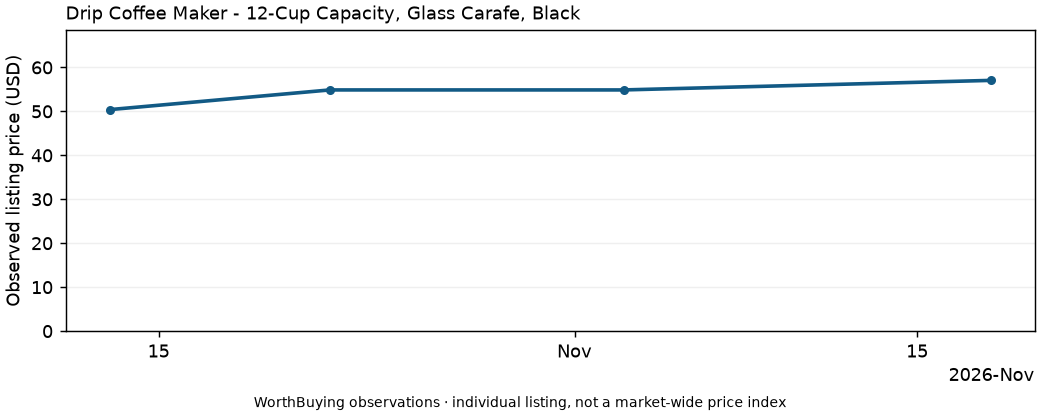 Drip Coffee Maker - 12-Cup Capacity, Glass Carafe, Black
Observed listing price (USD)
60
50
40
30
20
10
0
15
Nov
15
2026-Nov
WorthBuying observations · individual listing, not a market-wide price index